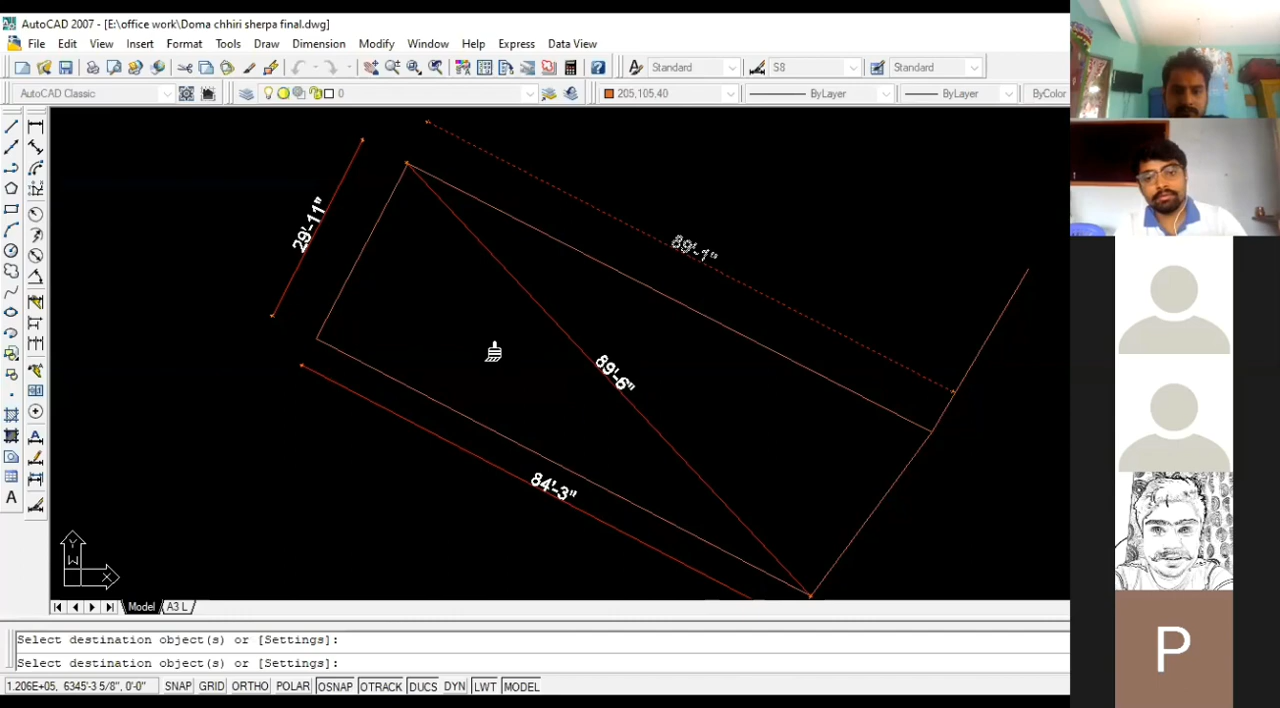 AutoCAD 2007 - [E:\office work\Doma chhiri sherpa final.dwg]
File Edit View Insert Format Tools Draw Dimension Modify Window Help Express Data View
Standard S8 Standard
AutoCAD Classic 0 205,105,40 ByLayer ByLayer ByColor
29'-11"
89'-1"
89'-6"
84'-3"
Y
W
X
A
Model A3 L
Select destination object(s) or [Settings]:
Select destination object(s) or [Settings]:
1.206E+05, 6345'-3 5/8", 0'-0" SNAP GRID ORTHO POLAR OSNAP OTRACK DUCS DYN LWT MODEL
P